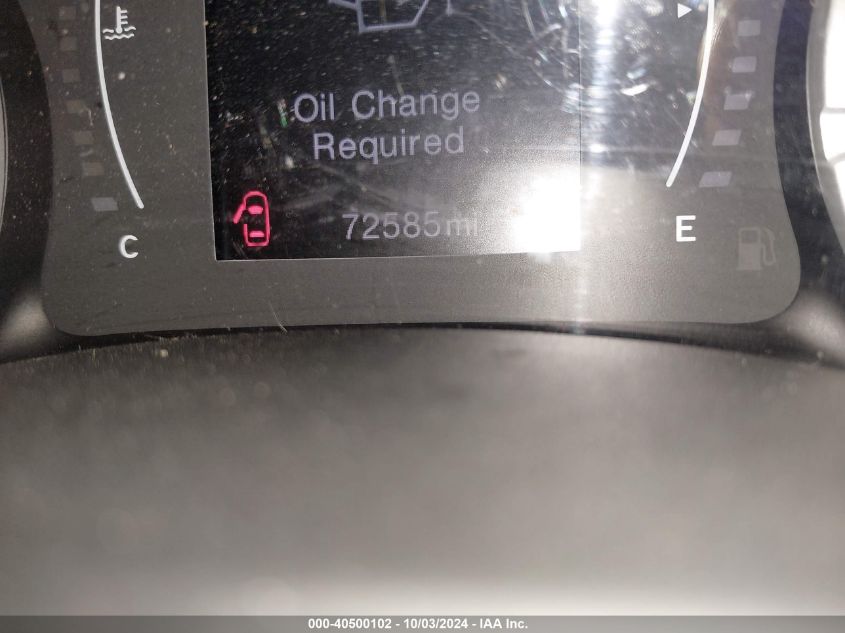 Oil Change
Required
72585mi
C
E
000-40500102 - 10/03/2024 - IAA Inc.